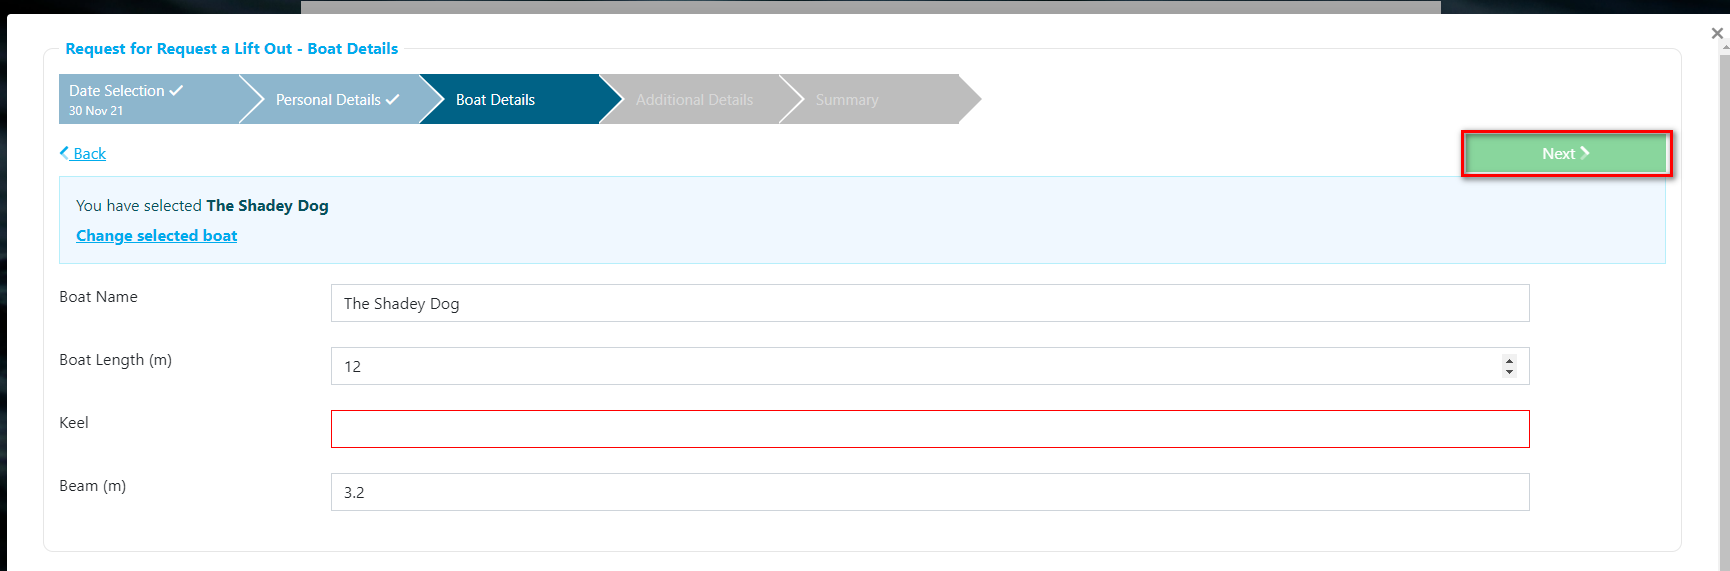 Request for Request a Lift Out - Boat Details
Date Selection
30 Nov 21
Personal Details
Boat Details
Additional Details
Summary
Back
Next
You have selected The Shadey Dog
Change selected boat
Boat Name
The Shadey Dog
Boat Length (m)
12
Keel
Beam (m)
3.2